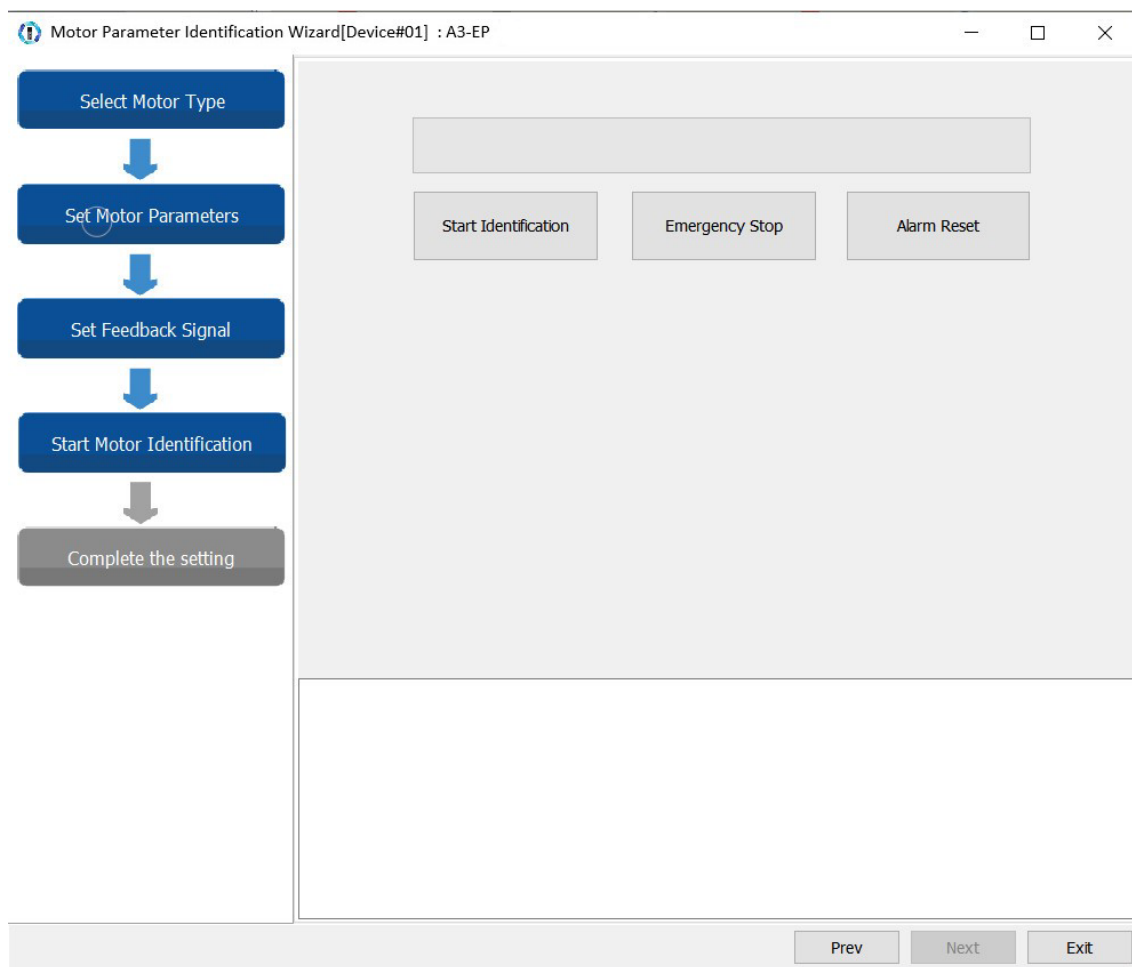 Motor Parameter Identification Wizard[Device#01] : A3-EP
Select Motor Type
Set Motor Parameters
Set Feedback Signal
Start Motor Identification
Complete the setting
Start Identification
Emergency Stop
Alarm Reset
Prev
Next
Exit